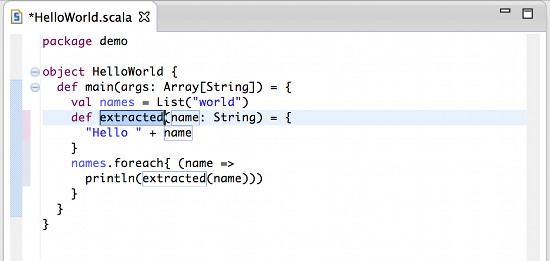 *HelloWorld.scala
package demo
object HelloWorld {
def main(args: Array[String]) = {
val names = List("world")
def extracted(name: String) = {
"Hello " + name
}
names.foreach{ (name =>
println(extracted(name)))
}
}
}